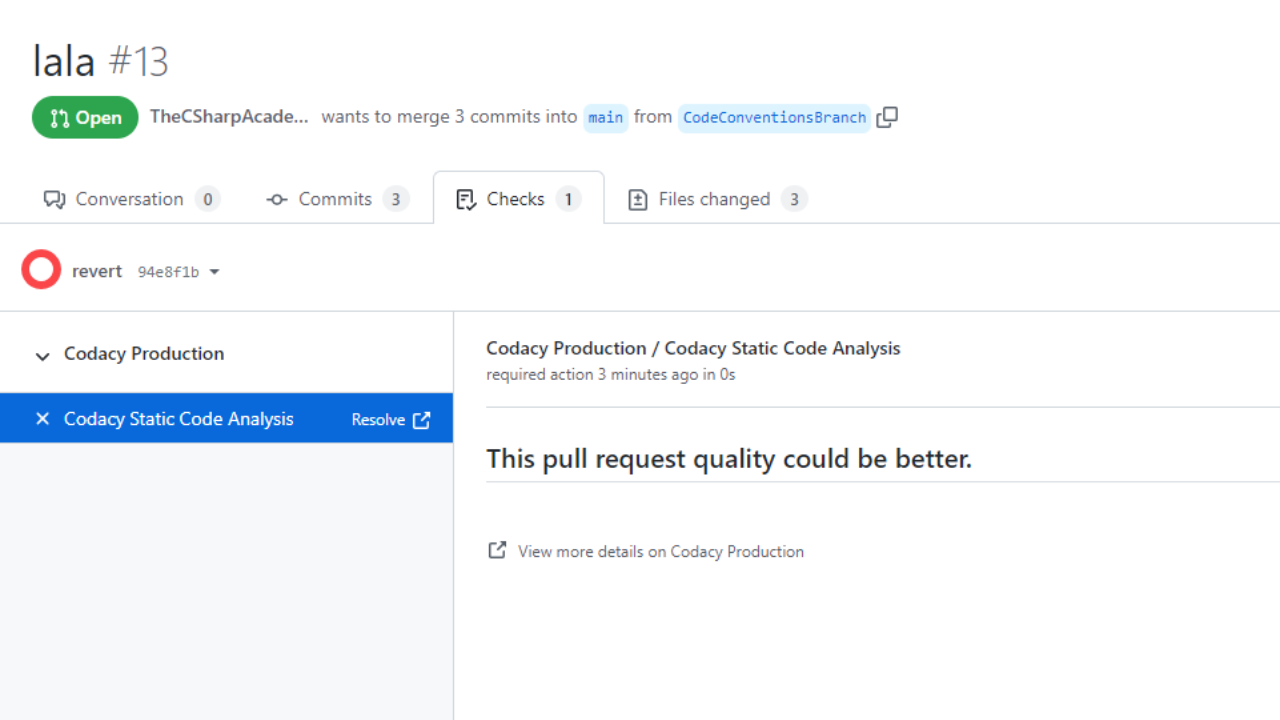 lala #13
Open TheCSharpAcade... wants to merge 3 commits into main from CodeConventionsBranch
Conversation 0 Commits 3 Checks 1 Files changed 3
revert 94e8f1b
Codacy Production
Codacy Static Code Analysis Resolve
Codacy Production / Codacy Static Code Analysis
required action 3 minutes ago in 0s
This pull request quality could be better.
View more details on Codacy Production